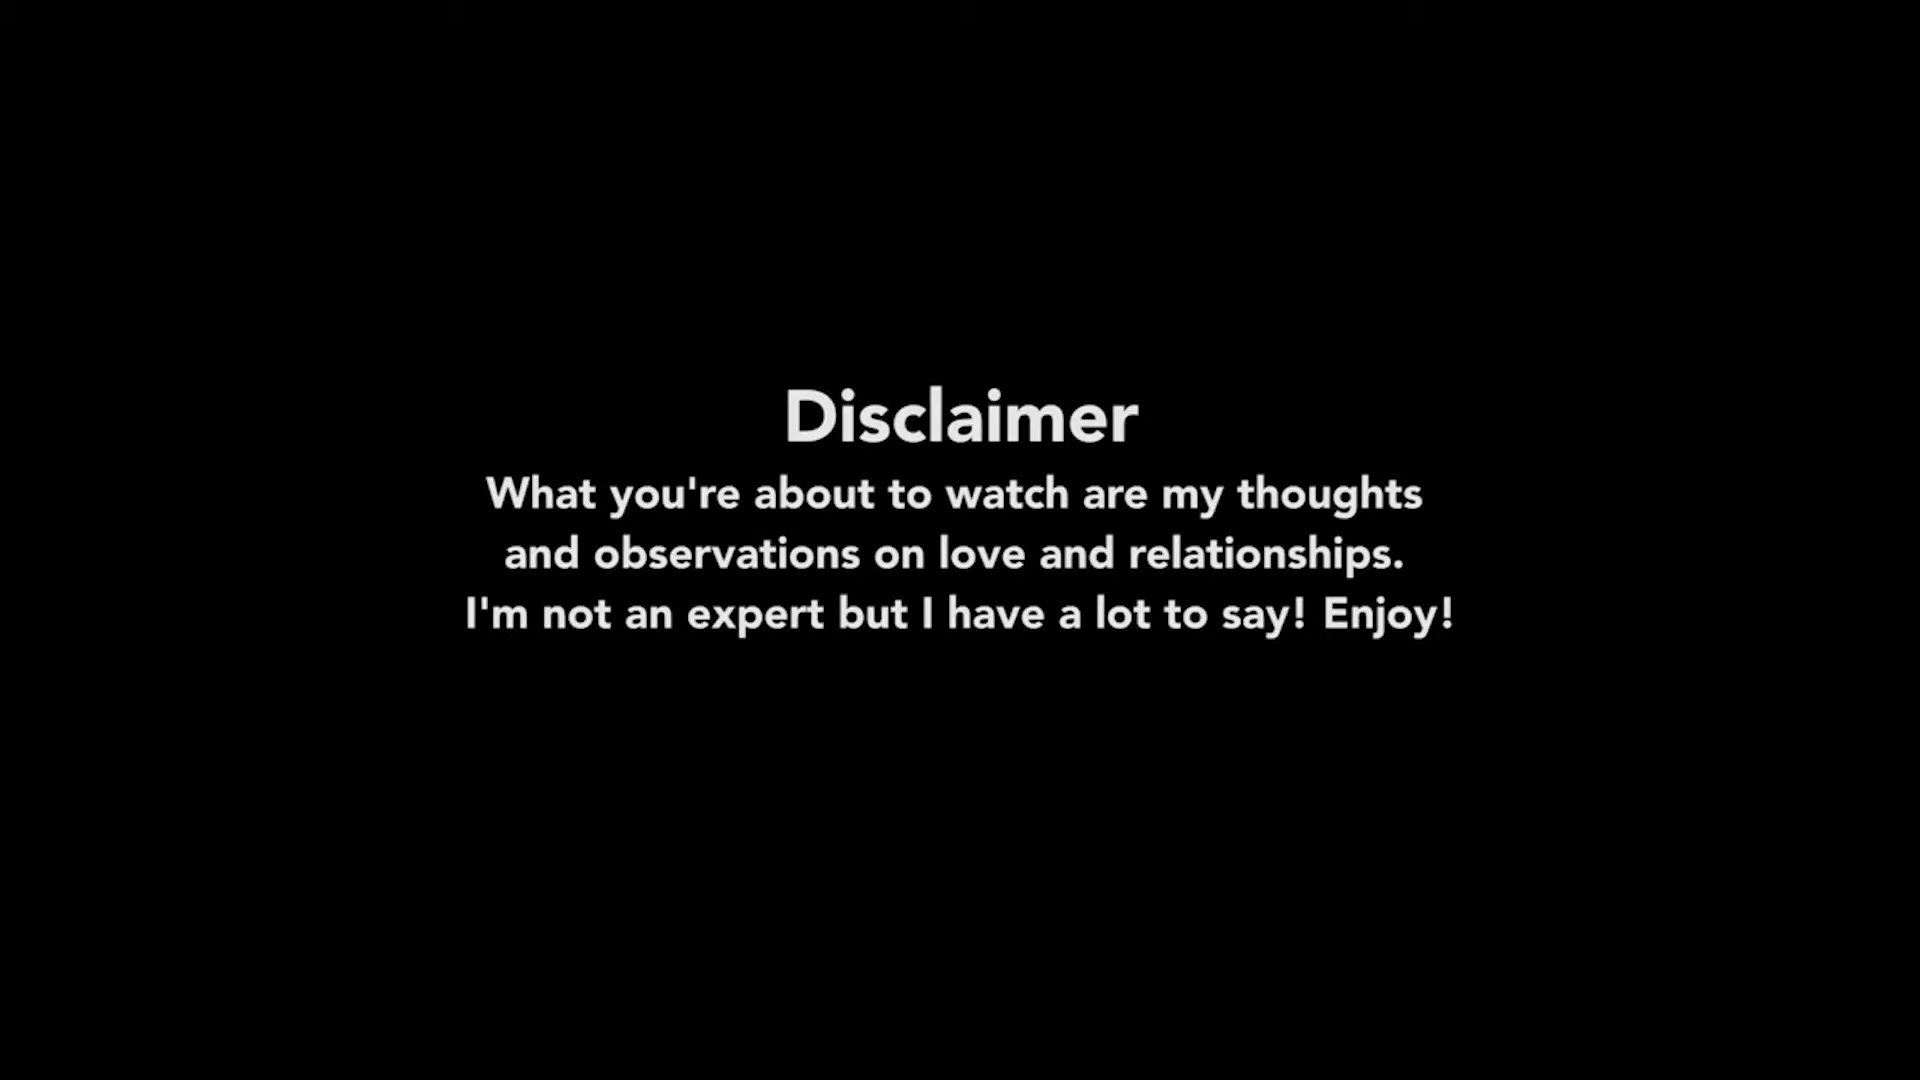 Disclaimer
What you're about to watch are my thoughts
and observations on love and relationships.
I'm not an expert but I have a lot to say! Enjoy!